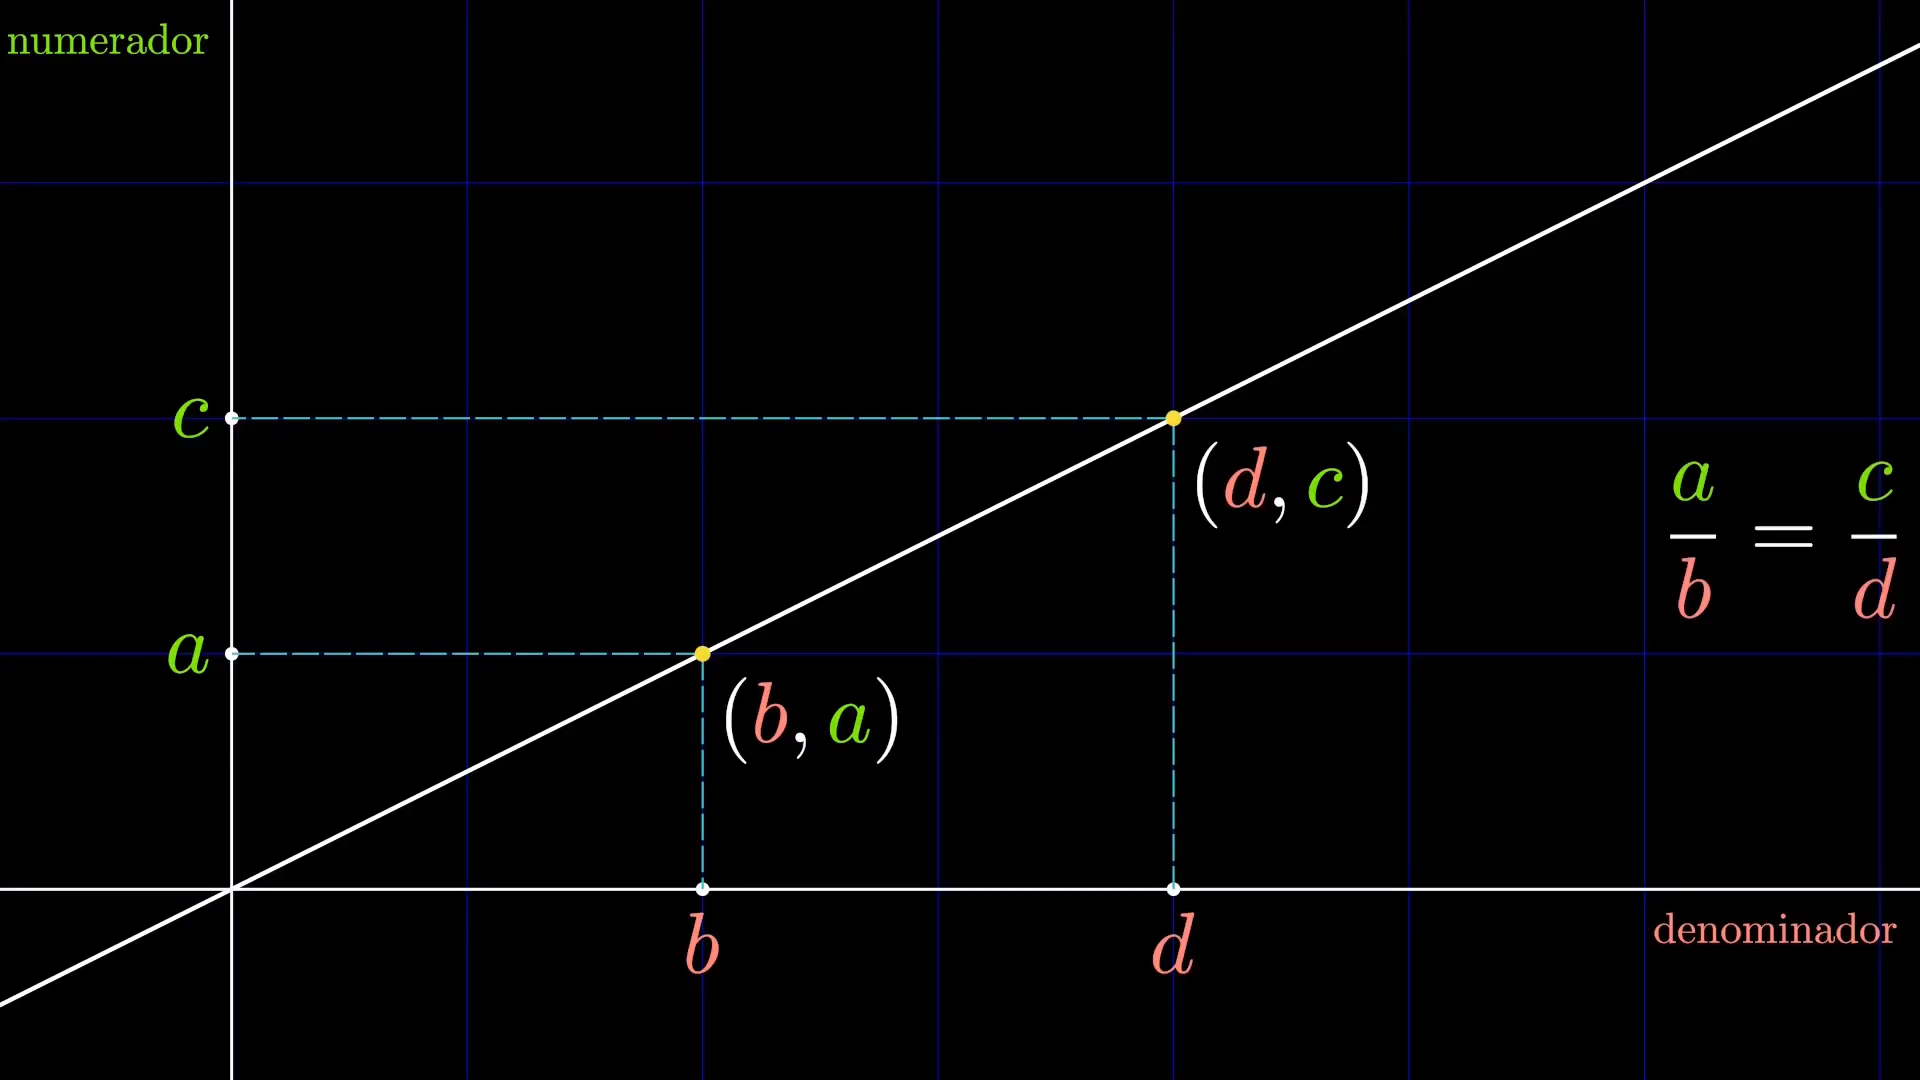 numerador
c
(d, c)
a/b = c/d
a
(b, a)
b
d
denominador